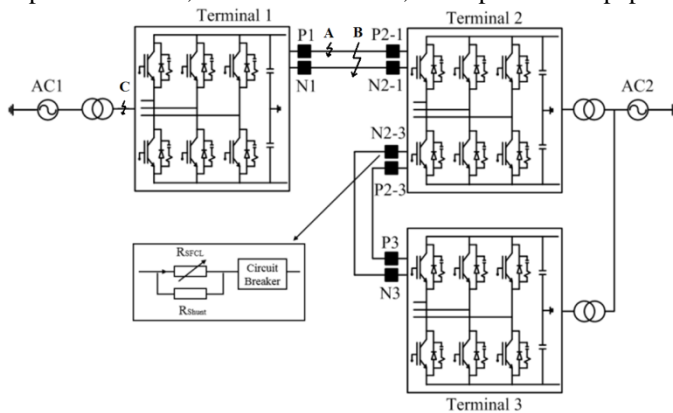 Terminal 1
P1
A
B
P2-1
Terminal 2
N1
N2-1
AC1
C
AC2
N2-3
P2-3
RSFCL
Circuit
Breaker
RShunt
P3
N3
Terminal 3